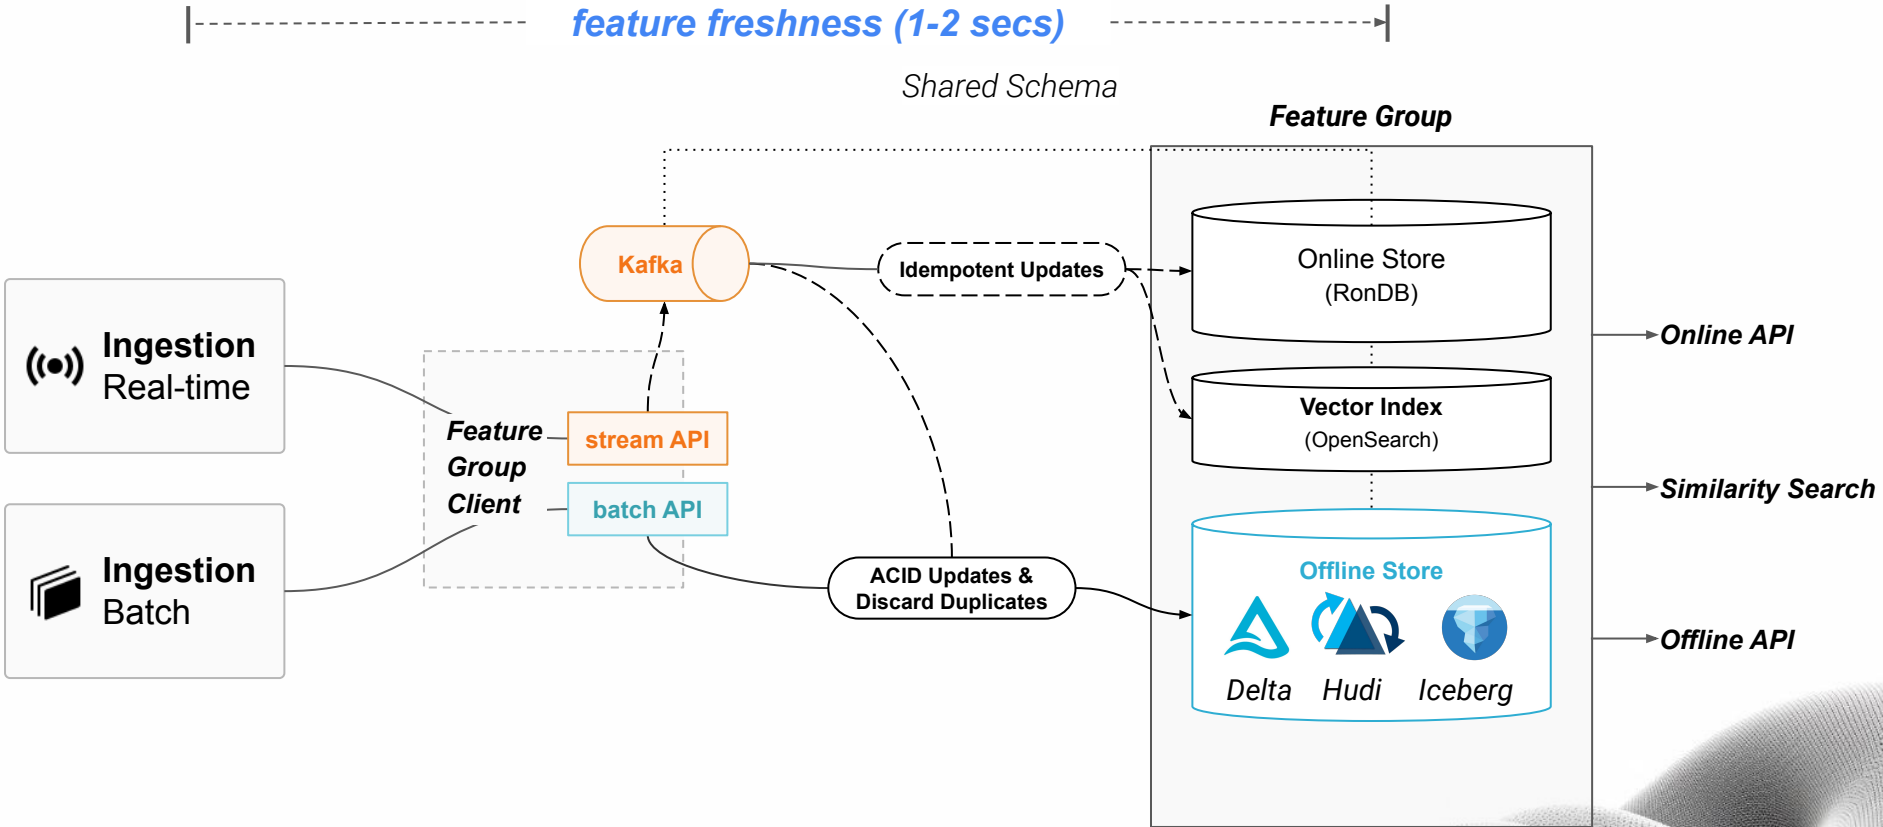 feature freshness (1-2 secs)
Shared Schema
Feature Group
Kafka
Idempotent Updates
Online Store
(RonDB)
Ingestion
Real-time
Online API
Feature
Group
Client
stream API
batch API
Vector Index
(OpenSearch)
Similarity Search
Ingestion
Batch
ACID Updates &
Discard Duplicates
Offline Store
Delta Hudi Iceberg
Offline API